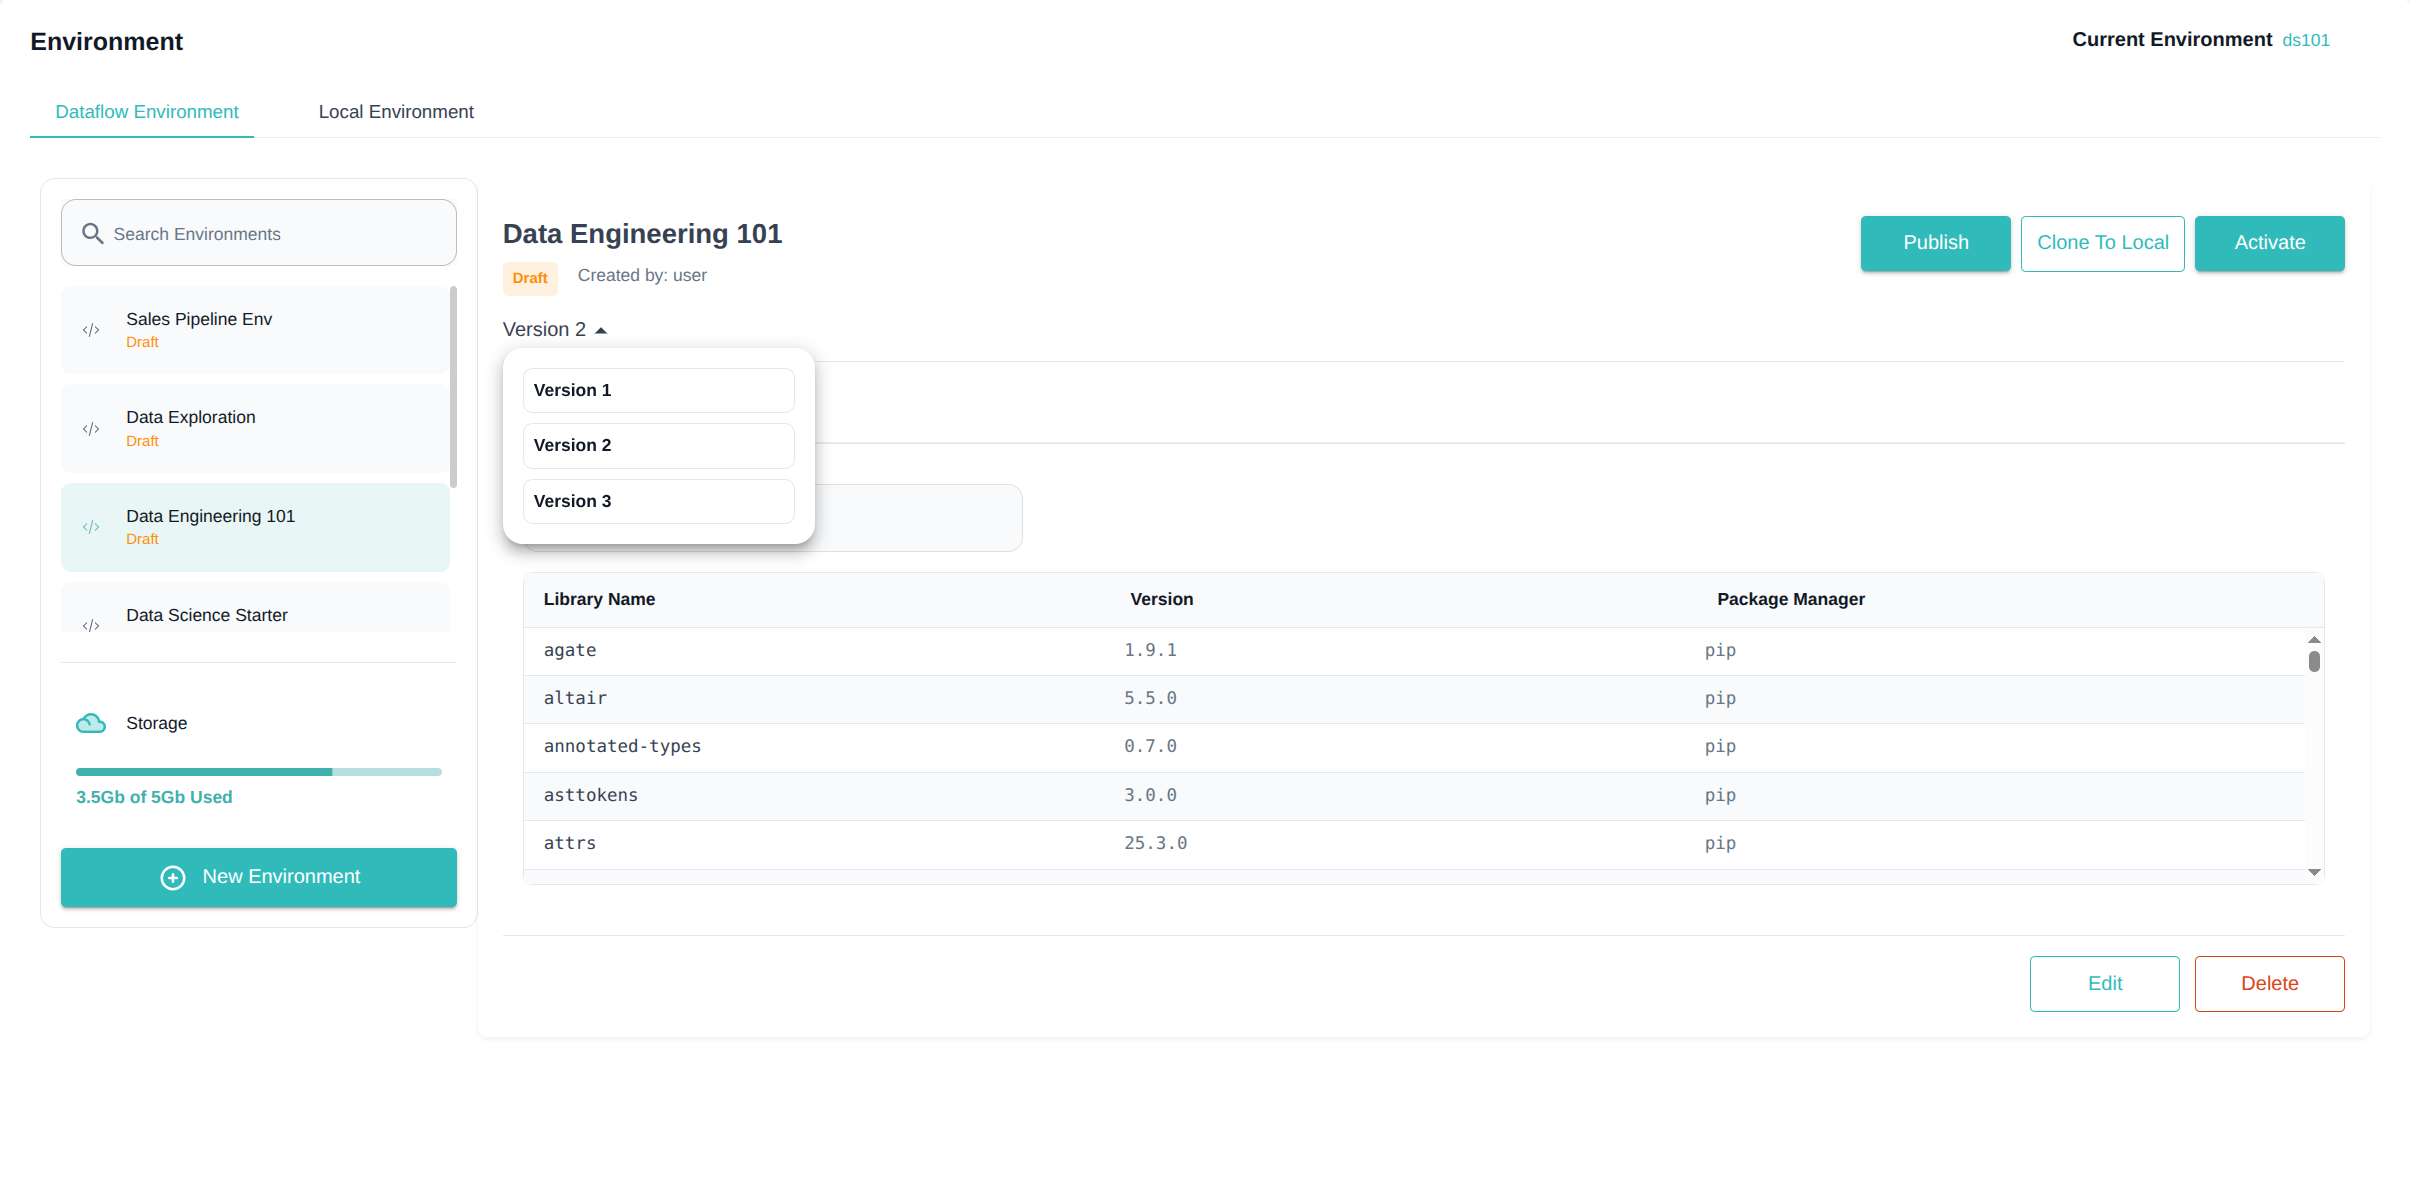 Environment
Current Environment ds101
Dataflow Environment
Local Environment
Search Environments
Sales Pipeline Env
Draft
Data Exploration
Draft
Data Engineering 101
Draft
Data Science Starter
Storage
3.5Gb of 5Gb Used
New Environment
Data Engineering 101
Draft
Created by: user
Publish
Clone To Local
Activate
Version 2
Version 1
Version 2
Version 3
Library Name Version Package Manager
agate 1.9.1 pip
altair 5.5.0 pip
annotated-types 0.7.0 pip
asttokens 3.0.0 pip
attrs 25.3.0 pip
Edit
Delete